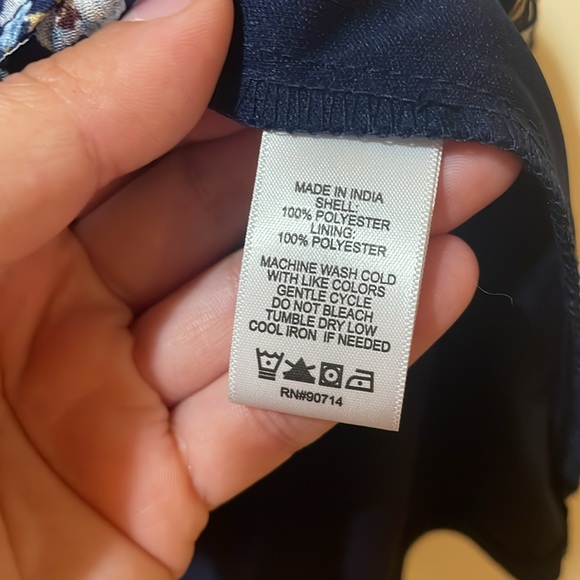 MADE IN INDIA
SHELL:
100% POLYESTER
LINING:
100% POLYESTER
MACHINE WASH COLD
WITH LIKE COLORS
GENTLE CYCLE
DO NOT BLEACH
TUMBLE DRY LOW
COOL IRON IF NEEDED
RN#90714